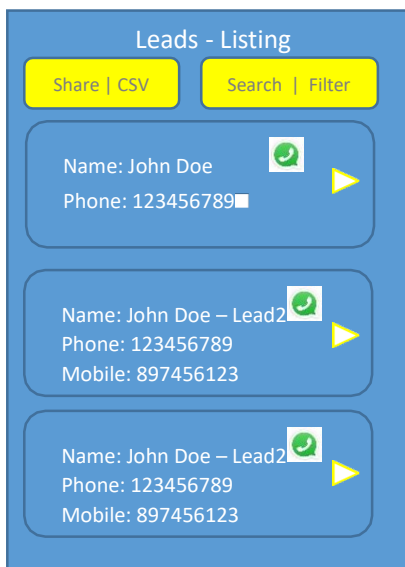 Leads - Listing
Share | CSV
Search | Filter
Name: John Doe
Phone: 123456789
Name: John Doe – Lead2
Phone: 123456789
Mobile: 897456123
Name: John Doe – Lead2
Phone: 123456789
Mobile: 897456123